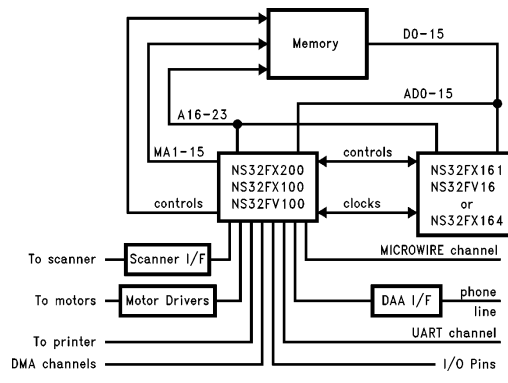 Memory
D0-15
AD0-15
A16-23
MA1-15
controls
NS32FX200
NS32FX100
NS32FV100
controls
clocks
NS32FX161
NS32FV16
or
NS32FX164
MICROWIRE channel
To scanner
Scanner I/F
To motors
Motor Drivers
DAA I/F
phone
line
To printer
UART channel
DMA channels
I/O Pins